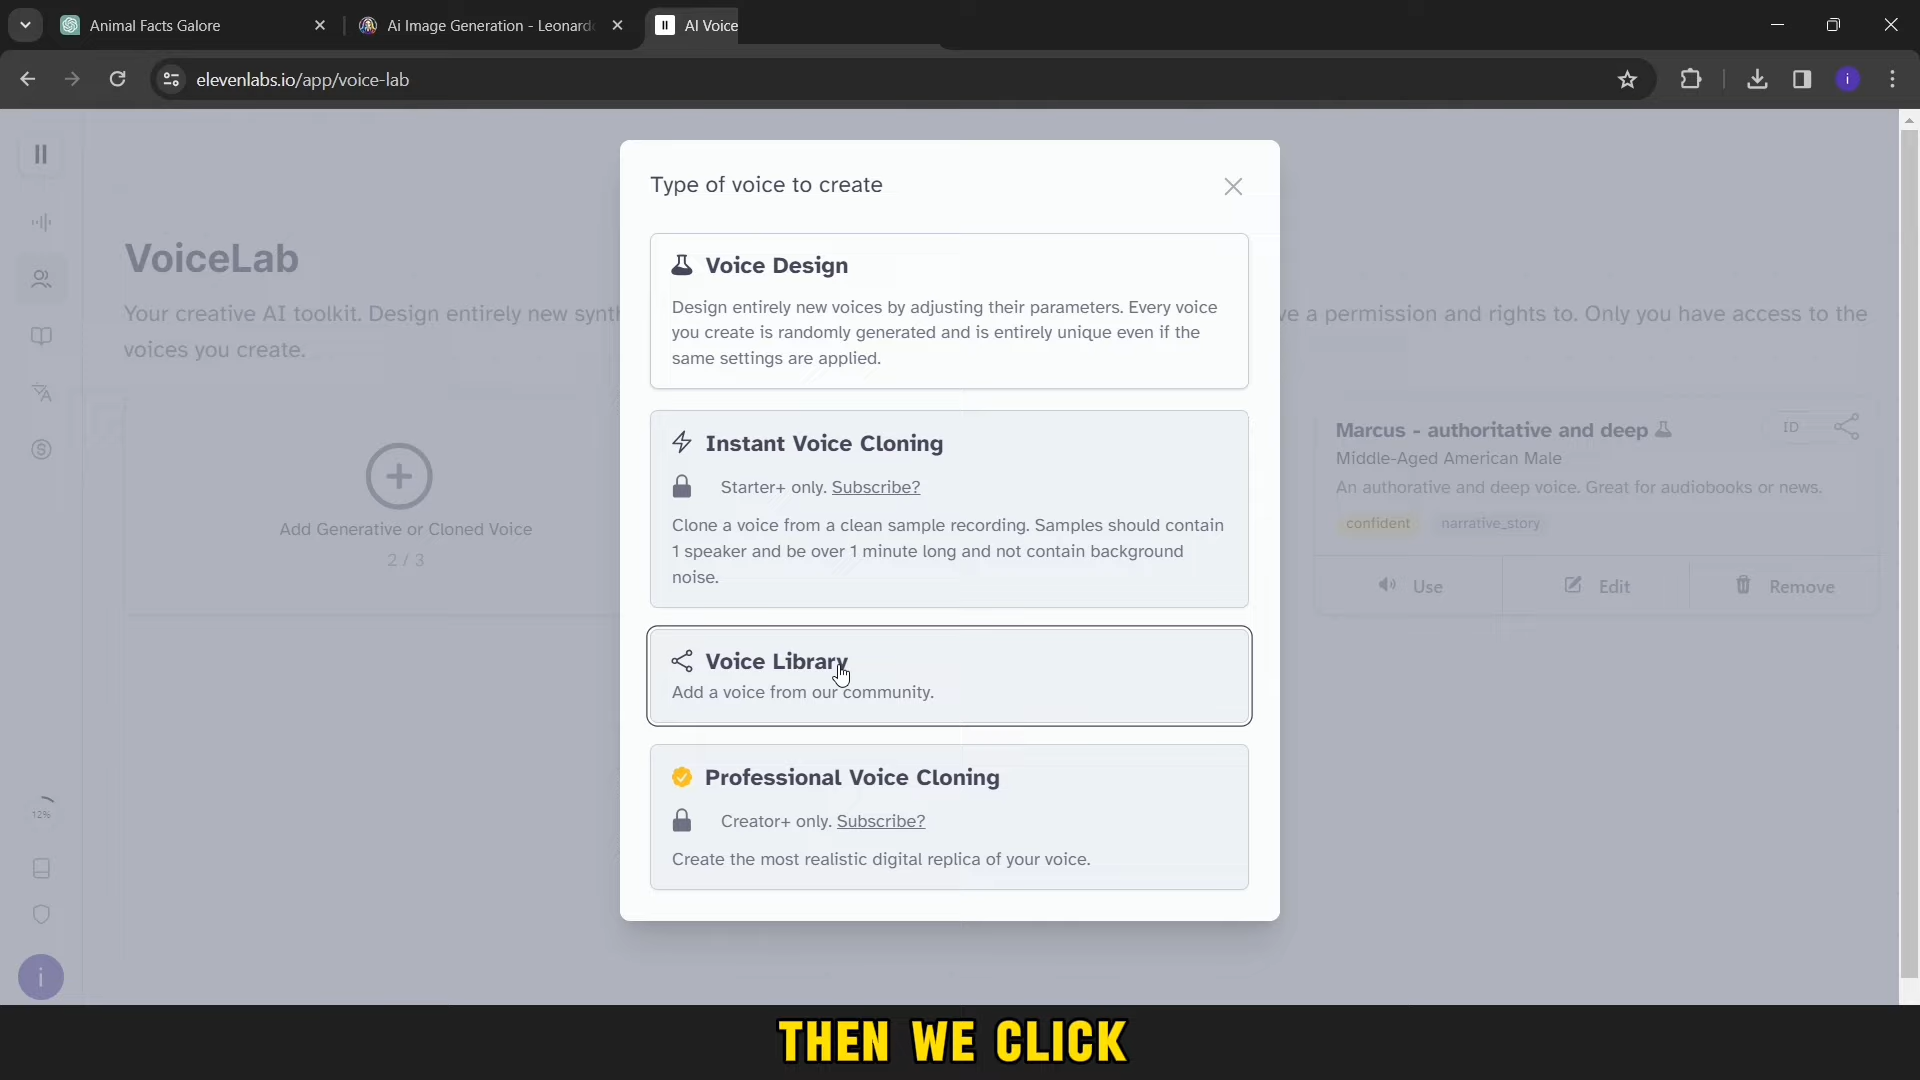 Animal Facts Galore
Ai Image Generation - Leonard
AI Voice
elevenlabs.io/app/voice-lab
i
Type of voice to create
Voice Design
Design entirely new voices by adjusting their parameters. Every voice
you create is randomly generated and is entirely unique even if the
same settings are applied.
Instant Voice Cloning
Starter+ only. Subscribe?
Clone a voice from a clean sample recording. Samples should contain
1 speaker and be over 1 minute long and not contain background
noise.
Voice Library
Add a voice from our community.
Professional Voice Cloning
Creator+ only. Subscribe?
Create the most realistic digital replica of your voice.
VoiceLab
Your creative AI toolkit. Design entirely new synt
ve a permission and rights to. Only you have access to the
voices you create.
Add Generative or Cloned Voice
2 / 3
Marcus - authoritative and deep
ID
Middle-Aged American Male
An authorative and deep voice. Great for audiobooks or news.
confident
narrative_story
Use
Edit
Remove
12%
i
THEN WE CLICK